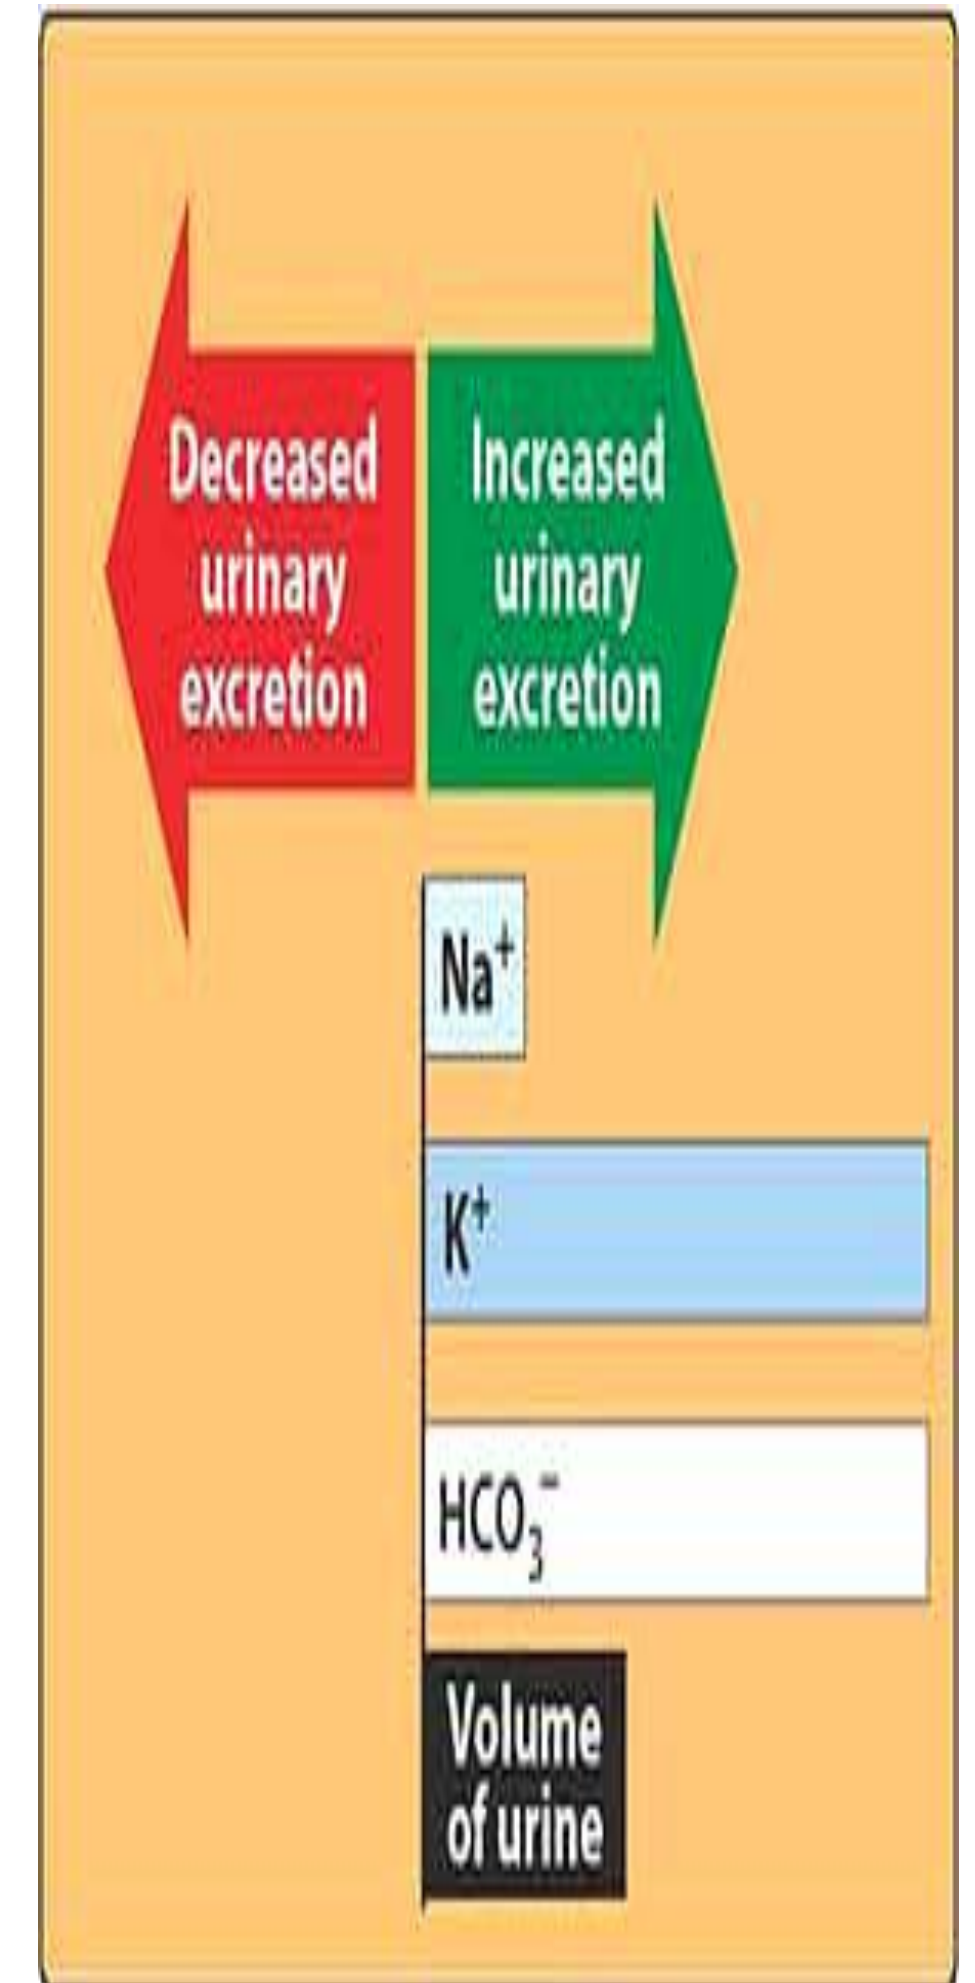 Decreased
urinary
excretion
Increased
urinary
excretion
Na⁺
K⁺
HCO₃⁻
Volume
of urine